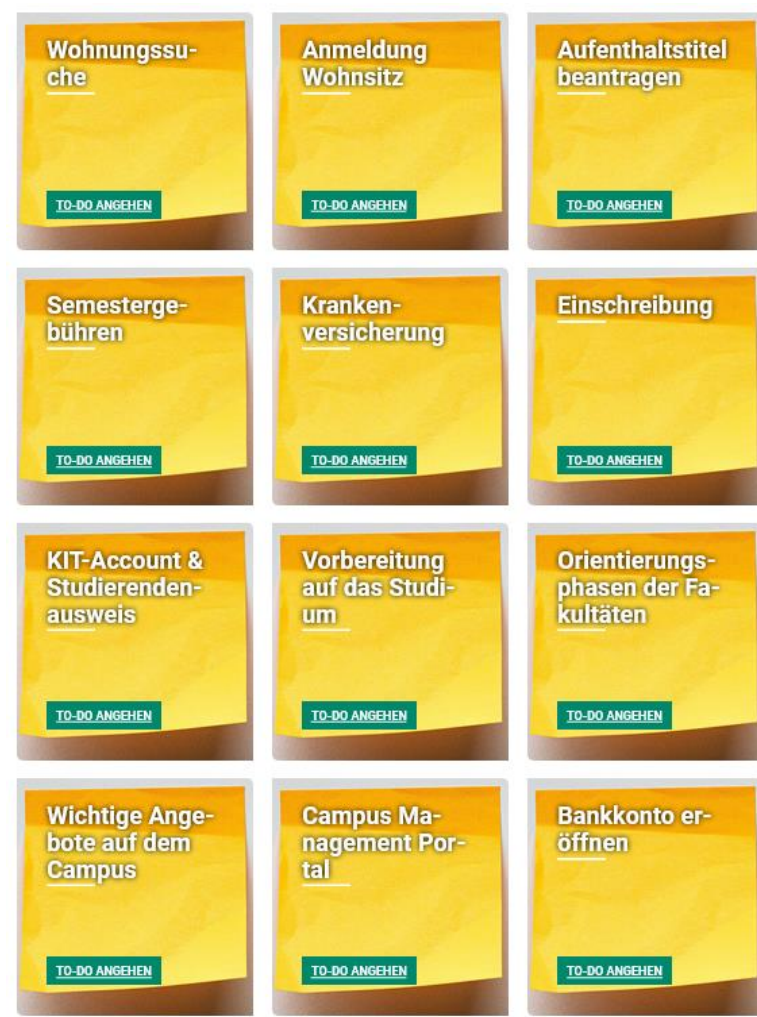 Wohnungssu-
che
TO-DO ANGEHEN
Anmeldung
Wohnsitz
TO-DO ANGEHEN
Aufenthaltstitel
beantragen
TO-DO ANGEHEN
Semesterge-
bühren
TO-DO ANGEHEN
Kranken-
versicherung
TO-DO ANGEHEN
Einschreibung
TO-DO ANGEHEN
KIT-Account &
Studierenden-
ausweis
TO-DO ANGEHEN
Vorbereitung
auf das Studi-
um
TO-DO ANGEHEN
Orientierungs-
phasen der Fa-
kultäten
TO-DO ANGEHEN
Wichtige Ange-
bote auf dem
Campus
TO-DO ANGEHEN
Campus Ma-
nagement Por-
tal
TO-DO ANGEHEN
Bankkonto er-
öffnen
TO-DO ANGEHEN